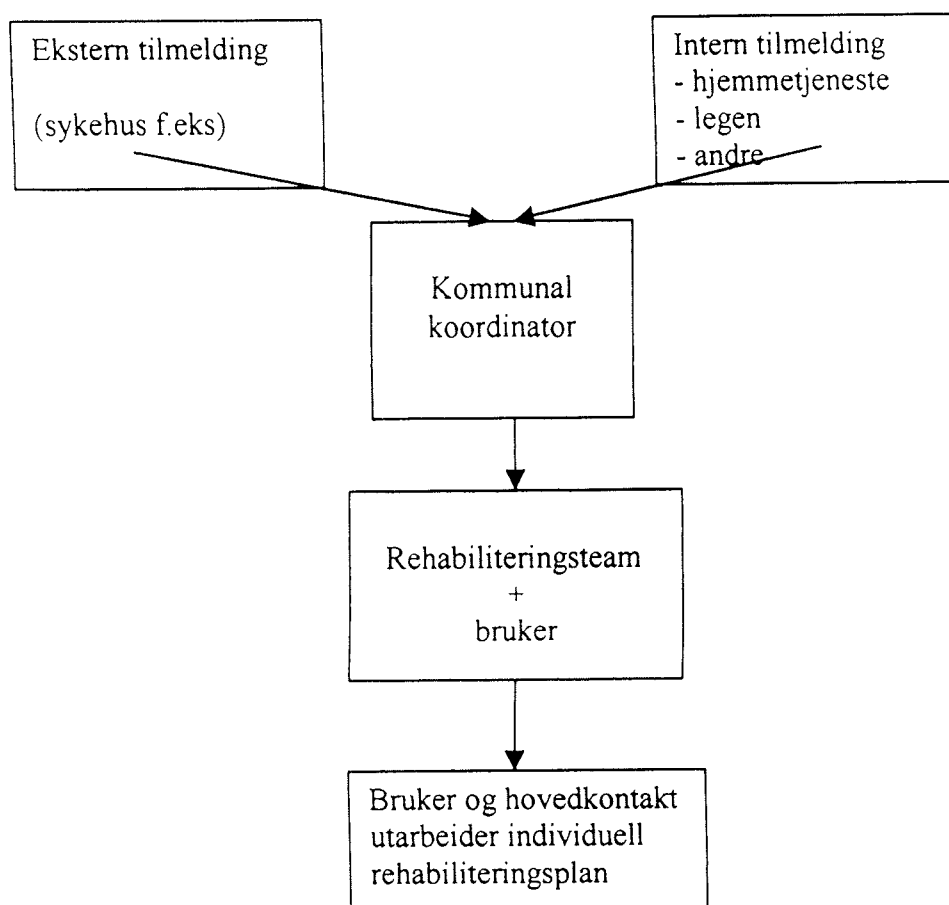 Ekstern tilmelding
(sykehus f.eks)
Intern tilmelding
- hjemmetjeneste
- legen
- andre
Kommunal
koordinator
Rehabiliteringsteam
+
bruker
Bruker og hovedkontakt
utarbeider individuell
rehabiliteringsplan